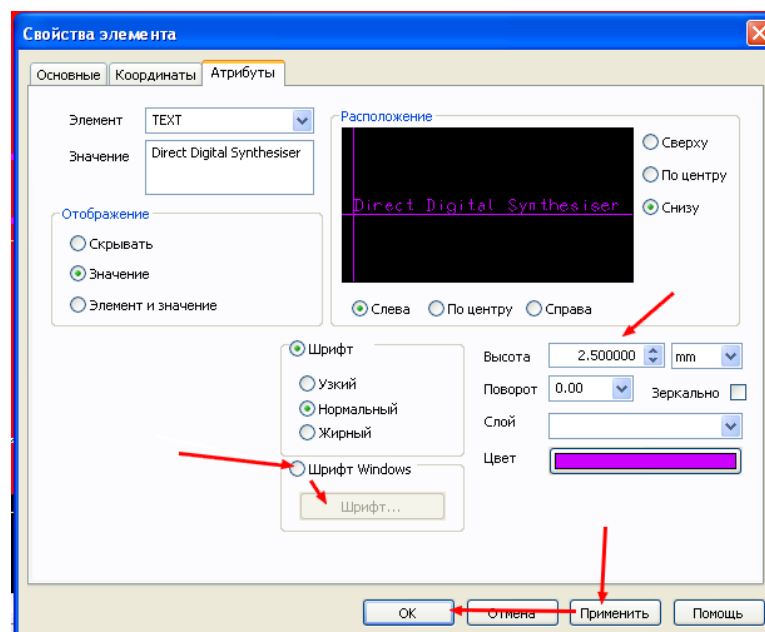 Свойства элемента
Основные Координаты Атрибуты
Элемент TEXT
Значение Direct Digital Synthesiser
Расположение
Direct Digital Synthesiser
Сверху
По центру
Снизу
Слева По центру Справа
Отображение
Скрывать
Значение
Элемент и значение
Шрифт
Узкий
Нормальный
Жирный
Шрифт Windows
Шрифт...
Высота 2.500000 mm
Поворот 0.00 Зеркально
Слой
Цвет
OK Отмена Применить Помощь